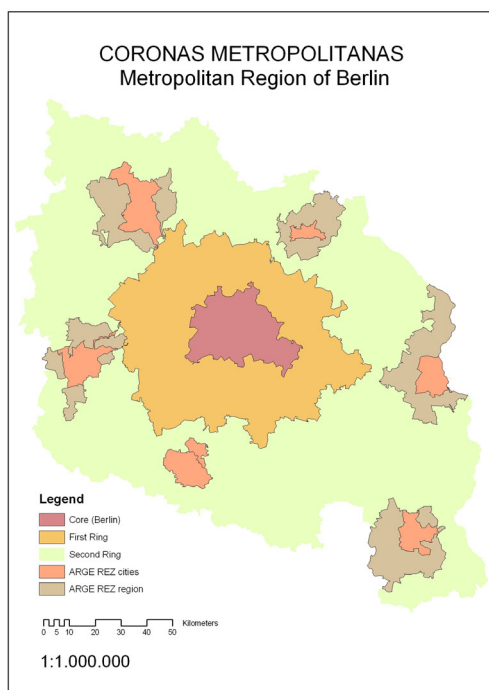 CORONAS METROPOLITANAS
Metropolitan Region of Berlin
Legend
Core (Berlin)
First Ring
Second Ring
ARGE REZ cities
ARGE REZ region
Kilometers
0 5 10 20 30 40 50
1:1.000.000